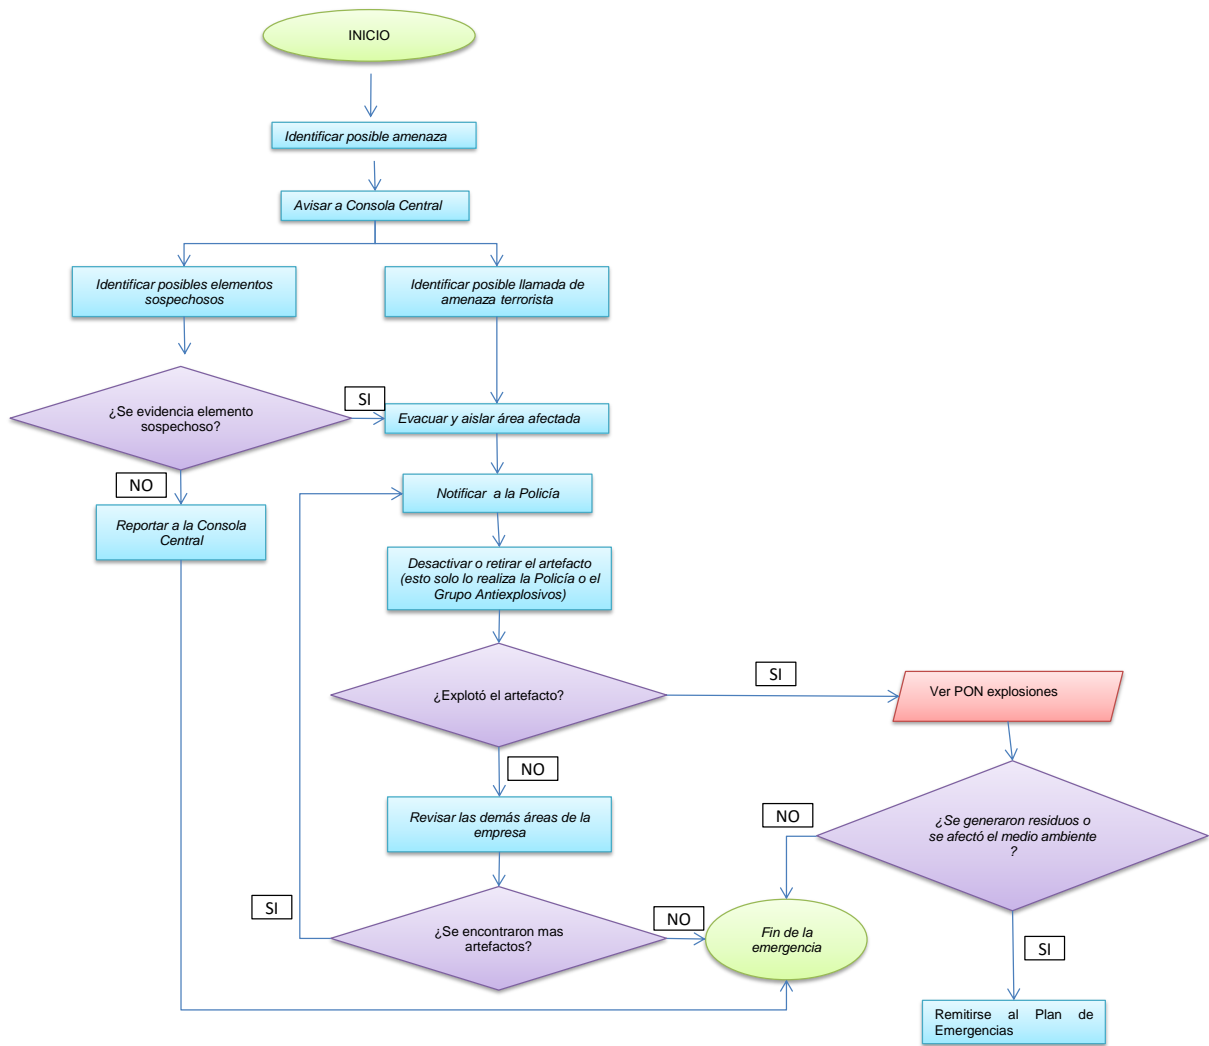 INICIO
Identificar posible amenaza
Avisar a Consola Central
Identificar posibles elementos
sospechosos
Identificar posible llamada de
amenaza terrorista
¿Se evidencia elemento
sospechoso?
SI
Evacuar y aislar área afectada
NO
Notificar a la Policía
Reportar a la Consola
Central
Desactivar o retirar el artefacto
(esto solo lo realiza la Policía o el
Grupo Antiexplosivos)
¿Explotó el artefacto?
SI
Ver PON explosiones
NO
Revisar las demás áreas de la
empresa
NO
¿Se generaron residuos o
se afectó el medio ambiente
?
SI
¿Se encontraron mas
artefactos?
NO
Fin de la
emergencia
SI
Remitirse al Plan de
Emergencias